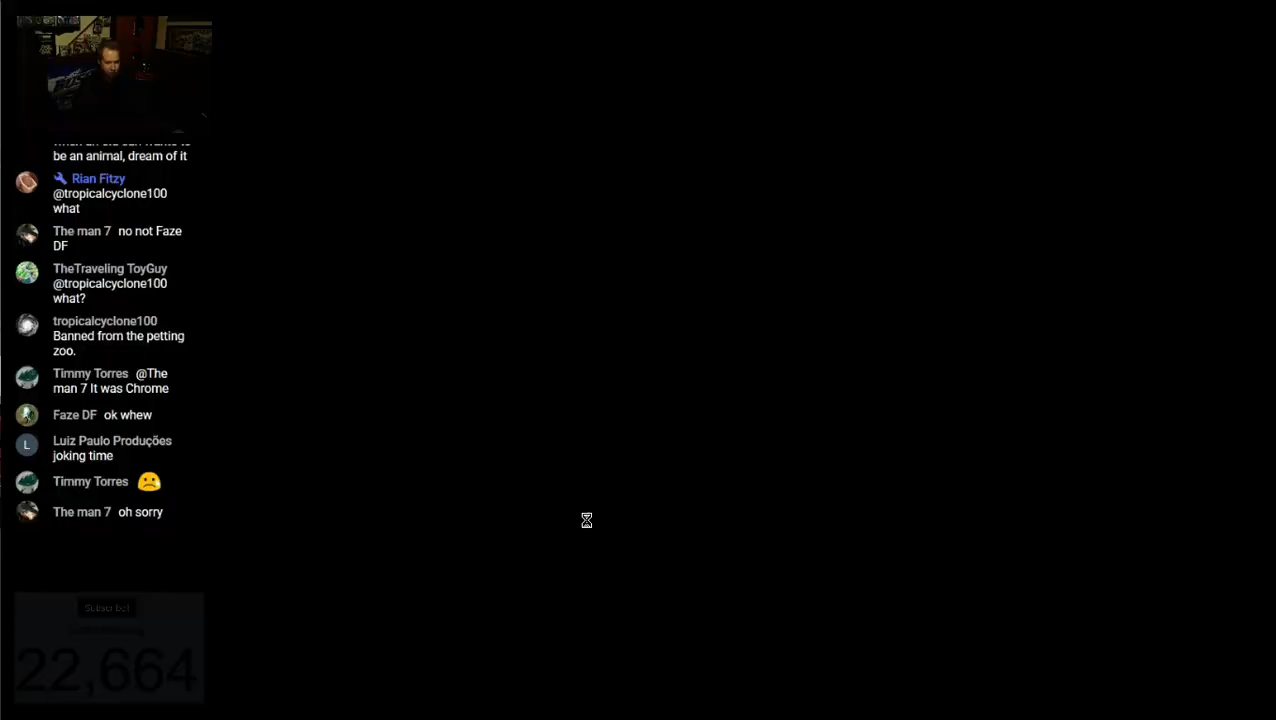 be an animal, dream of it
Rian Fitzy
@tropicalcyclone100
what
The man 7 no not Faze
DF
TheTraveling ToyGuy
@tropicalcyclone100
what?
tropicalcyclone100
Banned from the petting
zoo.
Timmy Torres @The
man 7 It was Chrome
Faze DF ok whew
L
Luiz Paulo Produções
joking time
Timmy Torres
The man 7 oh sorry
22,664